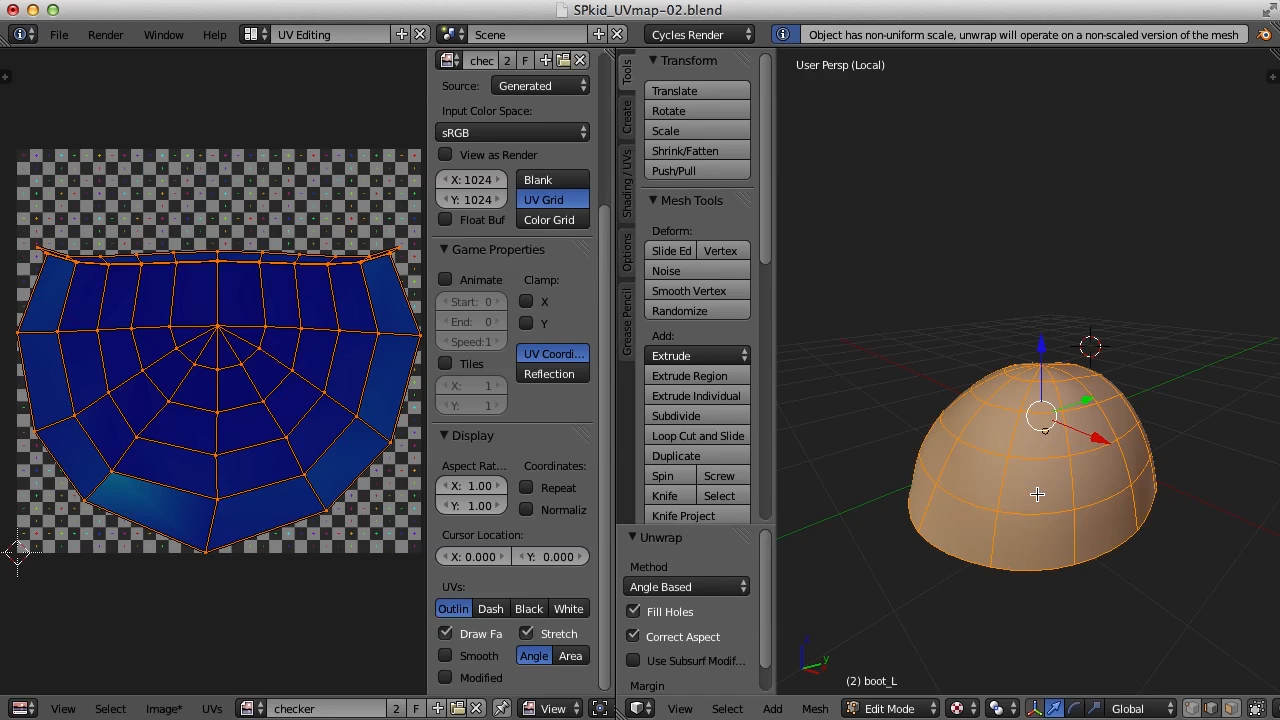 SPkid_UVmap-02.blend
File Render Window Help UV Editing Scene Cycles Render Object has non-uniform scale, unwrap will operate on a non-scaled version of the mesh
chec 2 F
Source: Generated
Input Color Space:
sRGB
View as Render
X: 1024 Blank
Y: 1024 UV Grid
Float Buf Color Grid
Game Properties
Animate Clamp:
Start: 0 X
End: 0 Y
Speed:1 UV Coordi...
Tiles Reflection
X: 1
Y: 1
Display
Aspect Rat... Coordinates:
X: 1.00 Repeat
Y: 1.00 Normaliz
Cursor Location:
X: 0.000 Y: 0.000
UVs:
Outlin Dash Black White
Draw Fa Stretch
Smooth Angle Area
Modified
Tools
Create
Shading / UVs
Options
Grease Pencil
Transform
Translate
Rotate
Scale
Shrink/Fatten
Push/Pull
Mesh Tools
Deform:
Slide Ed Vertex
Noise
Smooth Vertex
Randomize
Add:
Extrude
Extrude Region
Extrude Individual
Subdivide
Loop Cut and Slide
Duplicate
Spin Screw
Knife Select
Knife Project
Unwrap
Method
Angle Based
Fill Holes
Correct Aspect
Use Subsurf Modif...
Margin
User Persp (Local)
z
y
(2) boot_L
View Select Image* UVs checker 2 F View
View Select Add Mesh Edit Mode Global